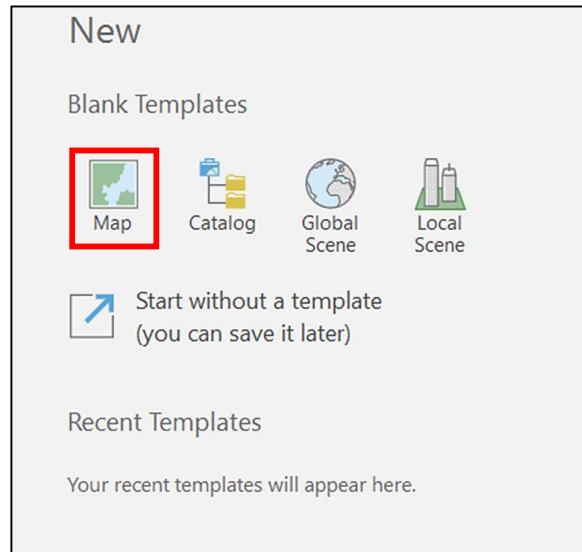 New
Blank Templates
Map
Catalog
Global
Scene
Local
Scene
Start without a template
(you can save it later)
Recent Templates
Your recent templates will appear here.